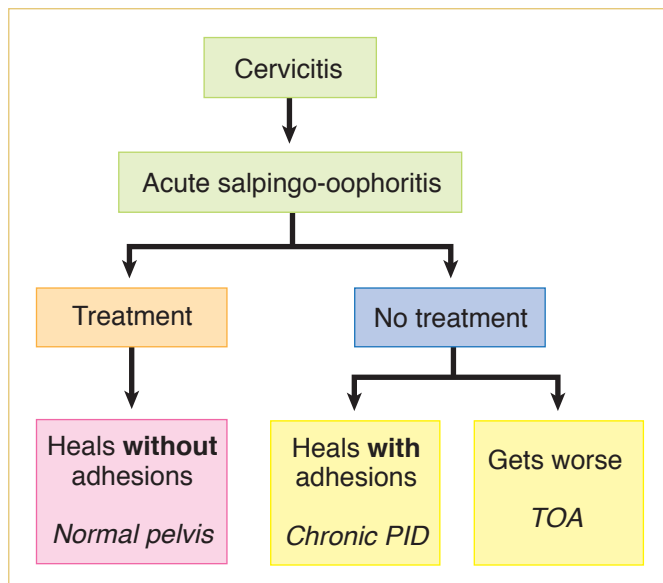 Cervicitis
Acute salpingo-oophoritis
Treatment
No treatment
Heals without
adhesions
Normal pelvis
Heals with
adhesions
Chronic PID
Gets worse
TOA